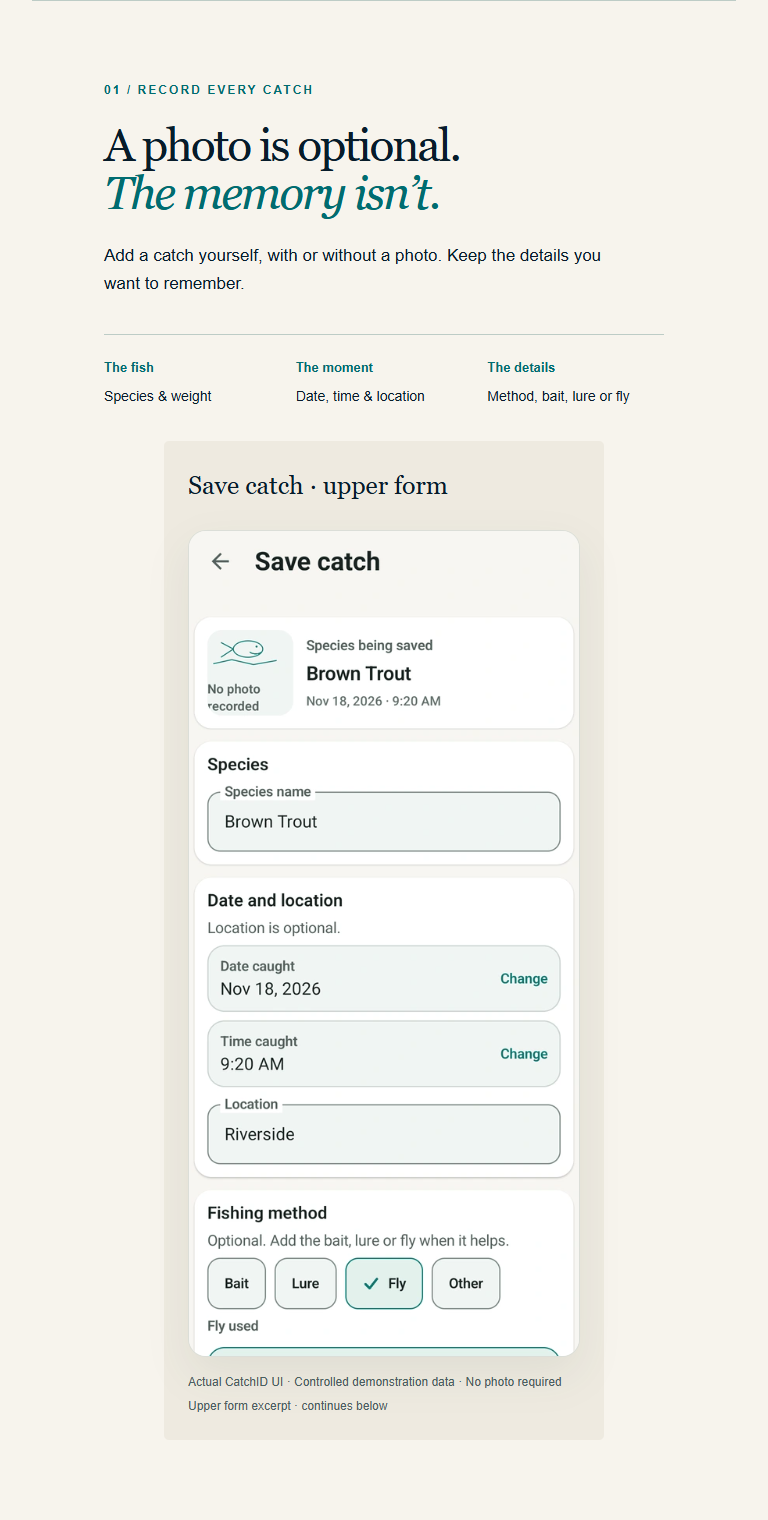 01 / RECORD EVERY CATCH
A photo is optional.
The memory isn’t.
Add a catch yourself, with or without a photo. Keep the details you
want to remember.
The fish
Species & weight
The moment
Date, time & location
The details
Method, bait, lure or fly
Save catch · upper form
Save catch
No photo
recorded
Species being saved
Brown Trout
Nov 18, 2026 · 9:20 AM
Species
Species name
Brown Trout
Date and location
Location is optional.
Date caught
Nov 18, 2026
Change
Time caught
9:20 AM
Change
Location
Riverside
Fishing method
Optional. Add the bait, lure or fly when it helps.
Bait
Lure
Fly
Other
Fly used
Actual CatchID UI · Controlled demonstration data · No photo required
Upper form excerpt · continues below